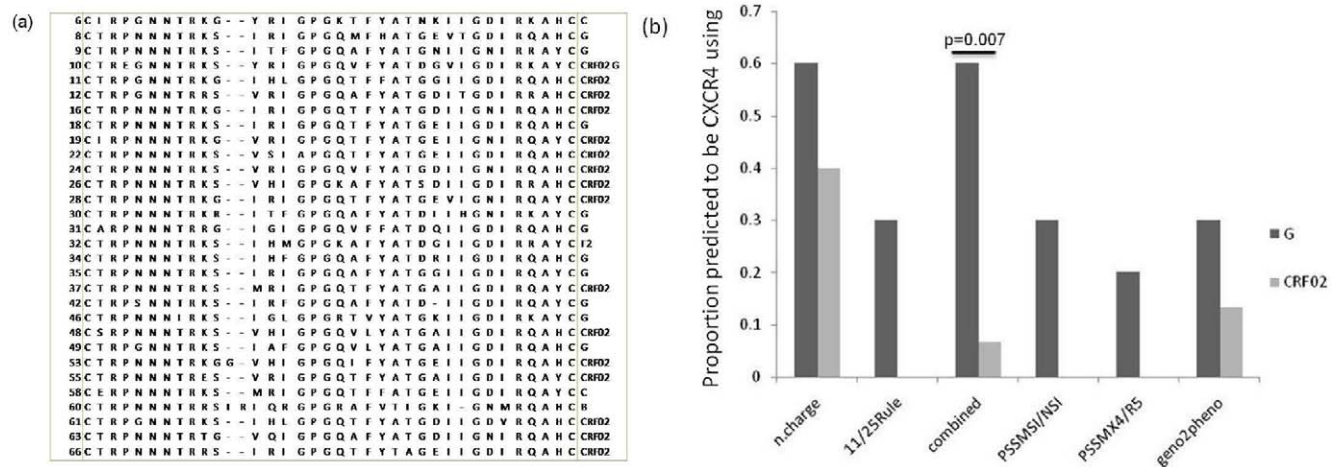 (a)
6 C I R P G N N T R K G - - Y R I G P G K T F Y A T N K I I G D I R K A H C C
8 C T R P N N N T R K S - - I R I G P G Q M F H A T G E V T G D I R Q A H C G
9 C T R P N N N T R K S - - I T F G P G Q A F Y A T G N I I G N I R R A Y C G
10 C T R E G N N T R K S - - Y R I G P G Q V F Y A T D G V I G D I R K A Y C CRF02G
11 C T R P G N N T R K G - - I H L G P G Q T F F A T G G I I G D I R Q A H C CRF02
12 C T R P G N N T R R S - - V R I G P G Q A F Y A T G D I T G D I R R A H C CRF02
16 C T R P N N N T R K G - - I R I G P G Q T F Y A T G D I I G N I R Q A H C CRF02
18 C T R P N N N T R K S - - I R I G P G Q T F Y A T G E I I G D I R Q A H C G
19 C I R P N N N T R K G - - V R I G P G Q T F Y A T G E I I G N I R Q A Y C CRF02
22 C T R P N N N T R K S - - V S I A P G Q T F Y A T G E I I G D I R Q A H C CRF02
24 C T R P N N N T R K S - - V R I G P G Q V F Y A T G D I I G N I R Q A H C CRF02
26 C T R P N N N T R K S - - V H I G P G K A F Y A T S D I I G D I R R A H C CRF02
28 C T R P N N N T R K G - - I R I G P G Q T F Y A T G E V I G N I R Q A Y C CRF02
30 C T R P N N N T R K R - - I T F G P G Q A F Y A T D I I H G N I R K A Y C G
31 C A R P N N N T R R G - - I G I G P G Q V F F A T D Q I I G D I R Q A H C G
32 C T R P N N N T R K S - - I H M G P G K A F Y A T D G I I G D I R R A Y C F2
34 C T R P N N N T R K S - - I H F G P G Q A F Y A T D R I I G D I R Q A H C G
35 C T R P N N N T R K S - - I R I G P G Q A F Y A T G G I I G D I R Q A H C G
37 C T R P N N N T R K S - - M R I G P G Q T F Y A T G A I I G D I R Q A Y C CRF02
42 C T R P S N N T R K S - - I R F G P G Q A F Y A T D - I I G D I R Q A Y C G
46 C T R P N N N I R K S - - I G L G P G R T V Y A T G K I I G D I R K A Y C G
48 C S R P N N N T R K S - - V H I G P G Q V L Y A T G A I I G D I R Q A H C CRF02
49 C T R P G N N T R K S - - I A F G P G Q V L Y A T G A I I G D I R Q A H C G
53 C T R P N N N T R K G G - V H I G P G Q I F Y A T G E I I G D I R Q A H C CRF02
55 C T R P N N N T R E S - - V R I G P G Q T F Y A T G A I I G D I R Q A Y C CRF02
58 C E R P N N N T R K S - - M R I G P G Q T F F A T G E I I G D I R Q A Y C C
60 C T R P N N N T R R S I R I Q R G P G R A F V T I G K I - G N M R Q A H C B
61 C T R P G N N T R K S - - I H L G P G Q T F Y A T G D I I G D V R Q A H C CRF02
63 C T R P N N N T R T G - - V Q I G P G Q A F Y A T G D I I G N I R Q A H C CRF02
66 C T R P N N N T R R S - - I R I G P G Q T F Y T A G E I I G D I R Q A H C CRF02
(b)
Proportion predicted to be CXCR4 using
0.7
0.6
0.5
0.4
0.3
0.2
0.1
0
p=0.007
n.charge
11/25Rule
combined
PSSMSI/NSI
PSSMX4/R5
geno2pheno
G
CRF02